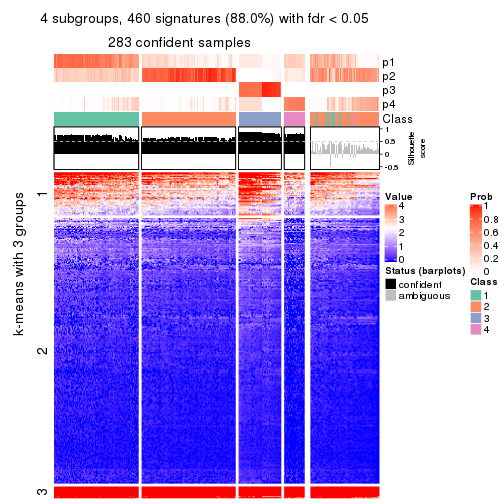 4 subgroups, 460 signatures (88.0%) with fdr < 0.05
283 confident samples
p1
p2
p3
p4
Class
1
0.5
0
-0.5
Silhouette
score
k-means with 3 groups
1
2
3
Value
4
3
2
1
0
Status (barplots)
confident
ambiguous
Prob
1
0.8
0.6
0.4
0.2
0
Class
1
2
3
4